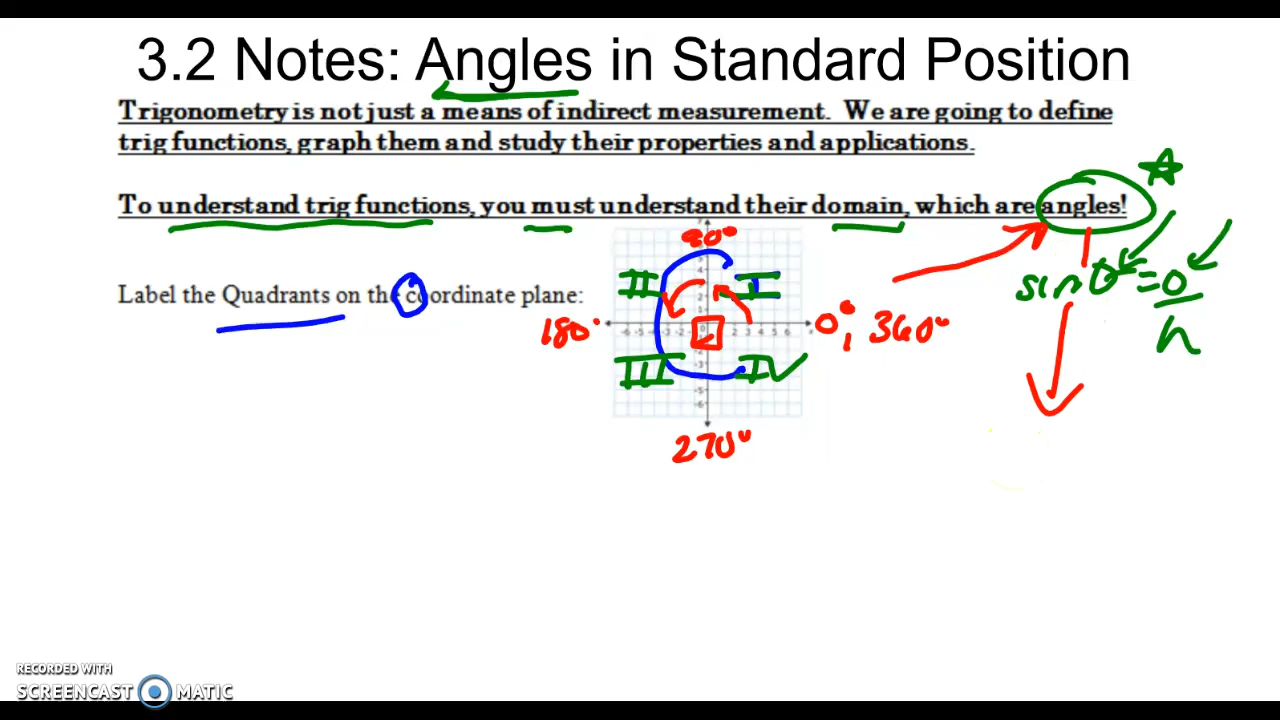 3.2 Notes: Angles in Standard Position
Trigonometry is not just a means of indirect measurement. We are going to define
trig functions, graph them and study their properties and applications.
To understand trig functions, you must understand their domain, which are angles!
90°
sin θ = o/h
II I
Label the Quadrants on the coordinate plane:
180° 0°, 360°
III IV
270°
RECORDED WITH
SCREENCAST MATIC